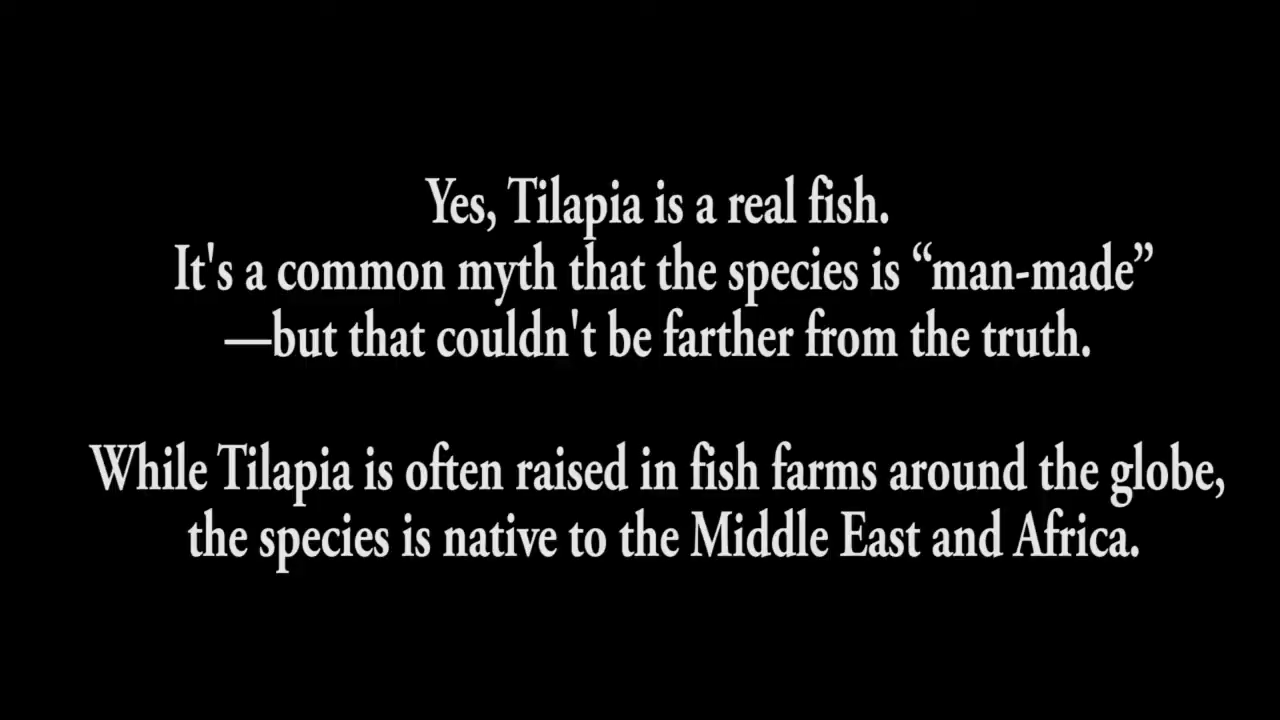 Yes, Tilapia is a real fish.
It's a common myth that the species is “man-made”
—but that couldn't be farther from the truth.
While Tilapia is often raised in fish farms around the globe,
the species is native to the Middle East and Africa.